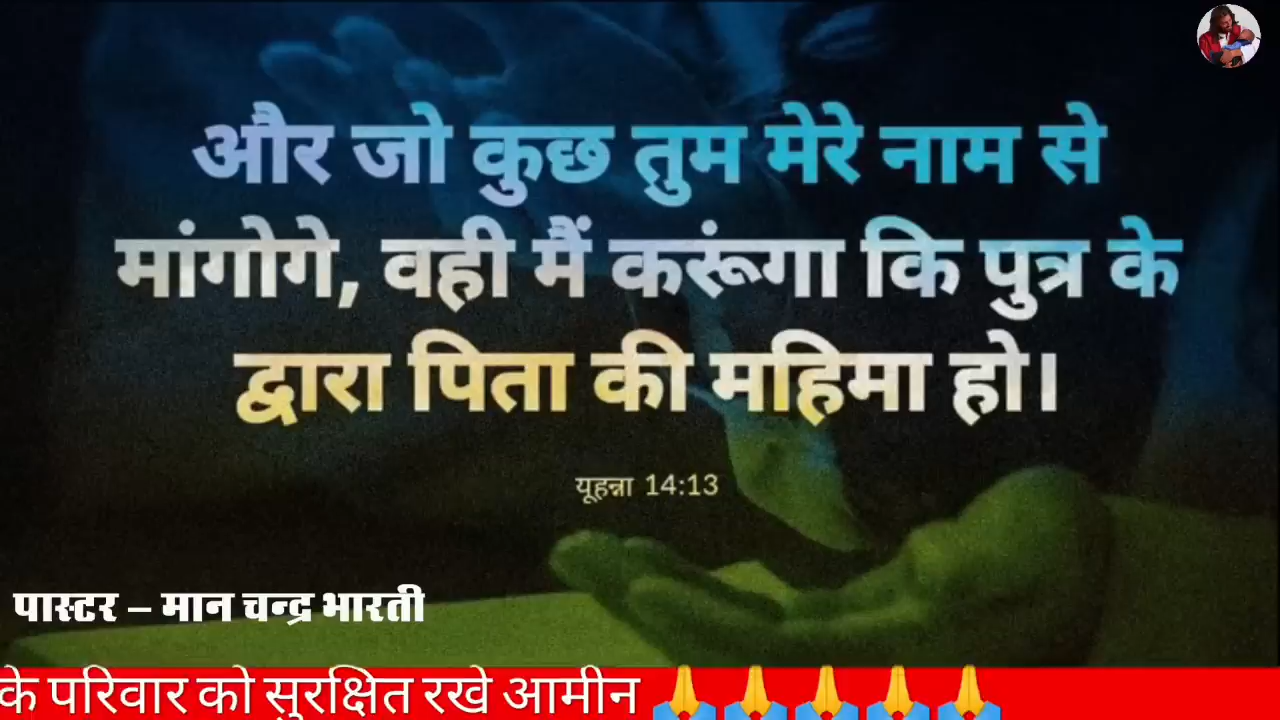 और जो कुछ तुम मेरे नाम से
मांगोगे, वही मैं करूंगा कि पुत्र के
द्वारा पिता की महिमा हो।
यूहन्ना 14:13
पास्टर – मान चन्द्र भारती
के परिवार को सुरक्षित रखे आमीन 🙏🙏🙏🙏🙏